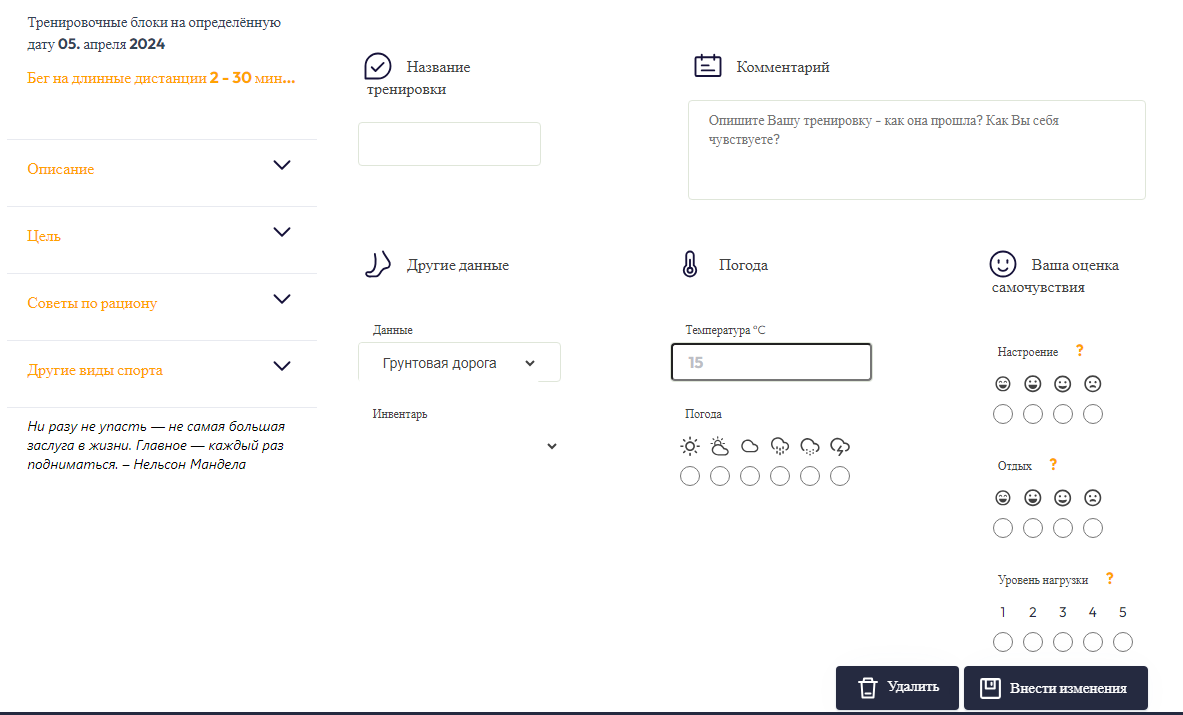 Тренировочные блоки на определённую
дату 05. апреля 2024
Бег на длинные дистанции 2 - 30 мин...
Описание
Цель
Советы по рациону
Другие виды спорта
Ни разу не упасть — не самая большая
заслуга в жизни. Главное — каждый раз
подниматься. – Нельсон Мандела
Название
тренировки
Комментарий
Опишите Вашу тренировку - как она прошла? Как Вы себя
чувствуете?
Другие данные
Данные
Грунтовая дорога
Инвентарь
Погода
Температура °C
15
Погода
Ваша оценка
самочувствия
Настроение ?
Отдых ?
Уровень нагрузки ?
1 2 3 4 5
Удалить
Внести изменения